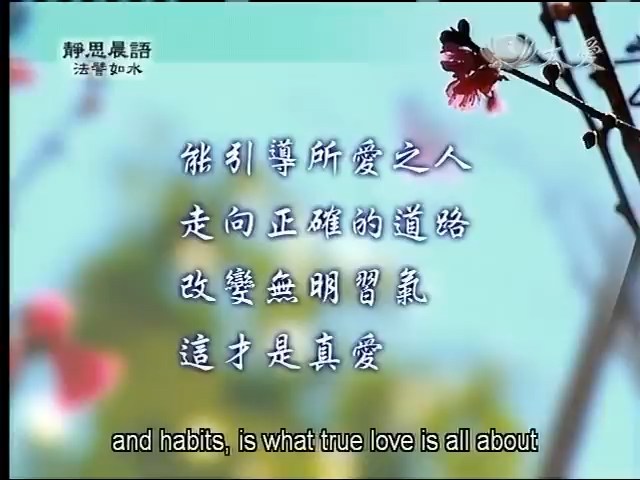 靜思晨語
法譬如水
大愛
能引導所愛之人
走向正確的道路
改變無明習氣
這才是真愛
and habits, is what true love is all about